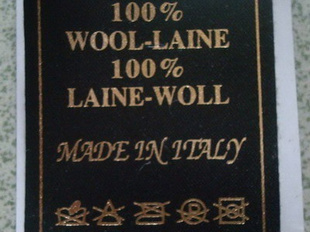 100%
WOOL-LAINE
100%
LAINE-WOLL
MADE IN ITALY